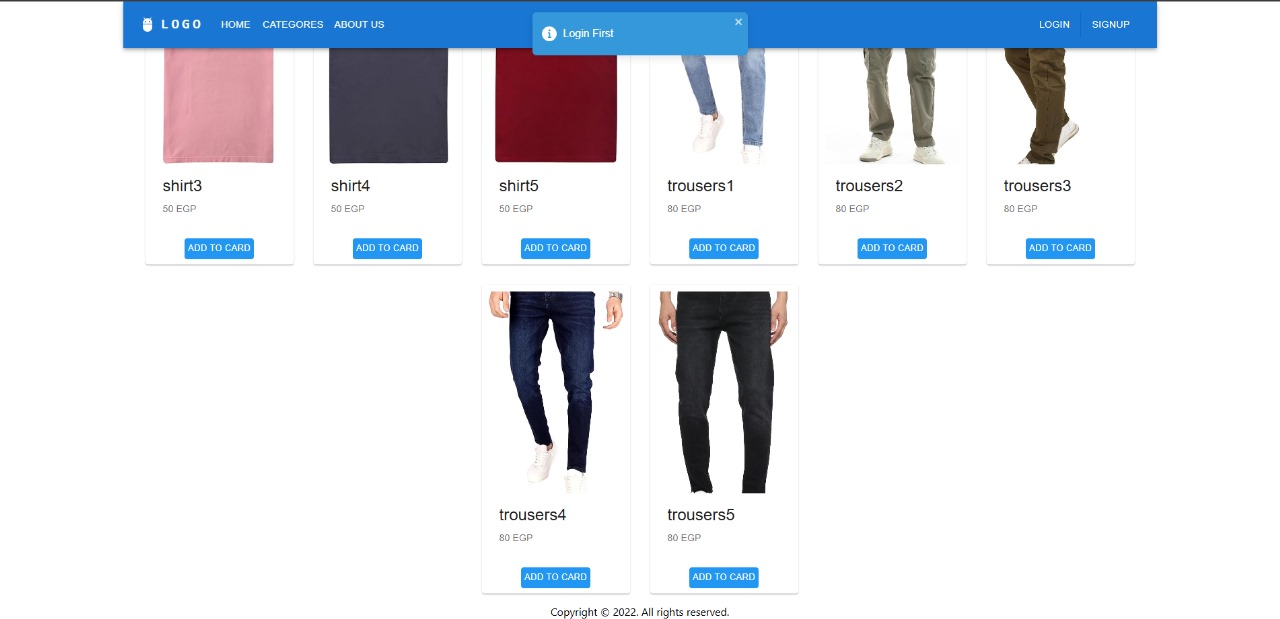 LOGO HOME CATEGORES ABOUT US Login First × LOGIN SIGNUP
shirt3 shirt4 shirt5 trousers1 trousers2 trousers3
50 EGP 50 EGP 50 EGP 80 EGP 80 EGP 80 EGP
ADD TO CARD ADD TO CARD ADD TO CARD ADD TO CARD ADD TO CARD ADD TO CARD
trousers4 trousers5
80 EGP 80 EGP
ADD TO CARD ADD TO CARD
Copyright © 2022. All rights reserved.